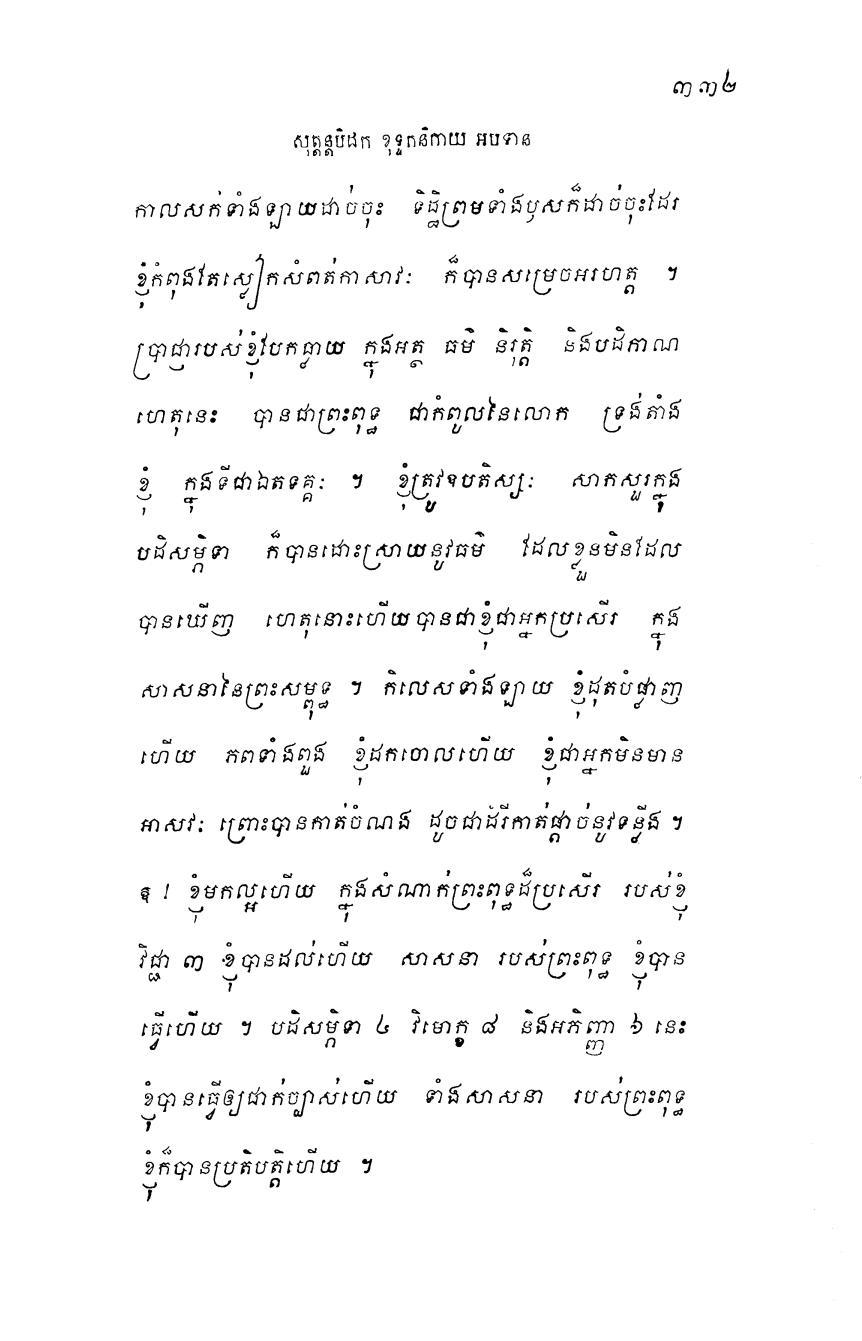 ៣៣២
សុត្តន្តបិដក ខុទ្ទកនិកាយ អបទាន
កាលសក់ទាំងឡាយដាច់ចុះ ទិដ្ឋិព្រមទាំងឫសក៏ដាច់ចុះដែរ
ខ្ញុំកំពុងតែស្លៀកសំពត់កាសាវៈ ក៏បានសម្រេចអរហត្ត ។
ប្រាជ្ញារបស់ខ្ញុំបែកធ្លាយ ក្នុងអត្ថ ធមិ និរុត្តិ និងបដិភាណ
ហេតុនេះ បានជាព្រះពុទ្ធ ជាកំពូលនៃលោក ទ្រង់តាំង
ខ្ញុំ ក្នុងទីជាឯតទគ្គៈ ។ ខ្ញុំត្រូវឧបតិស្សៈ សាកសួរក្នុង
បដិសម្ភិទា ក៏បានដោះស្រាយនូវធមិ ដែលខ្លួនមិនដែល
បានឃើញ ហេតុនោះហើយបានជាខ្ញុំជាអ្នកប្រសើរ ក្នុង
សាសនានៃព្រះសម្ពុទ្ធ ។ កិលេសទាំងឡាយ ខ្ញុំដុតបំផ្លាញ
ហើយ ភពទាំងពួង ខ្ញុំដកចោលហើយ ខ្ញុំជាអ្នកមិនមាន
អាសវៈ ព្រោះបានកាត់ចំណង ដូចជាដំរីកាត់ផ្តាច់នូវទន្លីង ។
ឱ ! ខ្ញុំមកល្អហើយ ក្នុងសំណាក់ព្រះពុទ្ធដ៏ប្រសើរ របស់ខ្ញុំ
វិជ្ជា ៣ ខ្ញុំបានដល់ហើយ សាសនា របស់ព្រះពុទ្ធ ខ្ញុំបាន
ធ្វើហើយ ។ បដិសម្ភិទា ៤ វិមោក្ខ ៨ និងអភិញ្ញា ៦ នេះ
ខ្ញុំបានធ្វើឲ្យជាក់ច្បាស់ហើយ ទាំងសាសនា របស់ព្រះពុទ្ធ
ខ្ញុំក៏បានប្រតិបត្តិហើយ ។